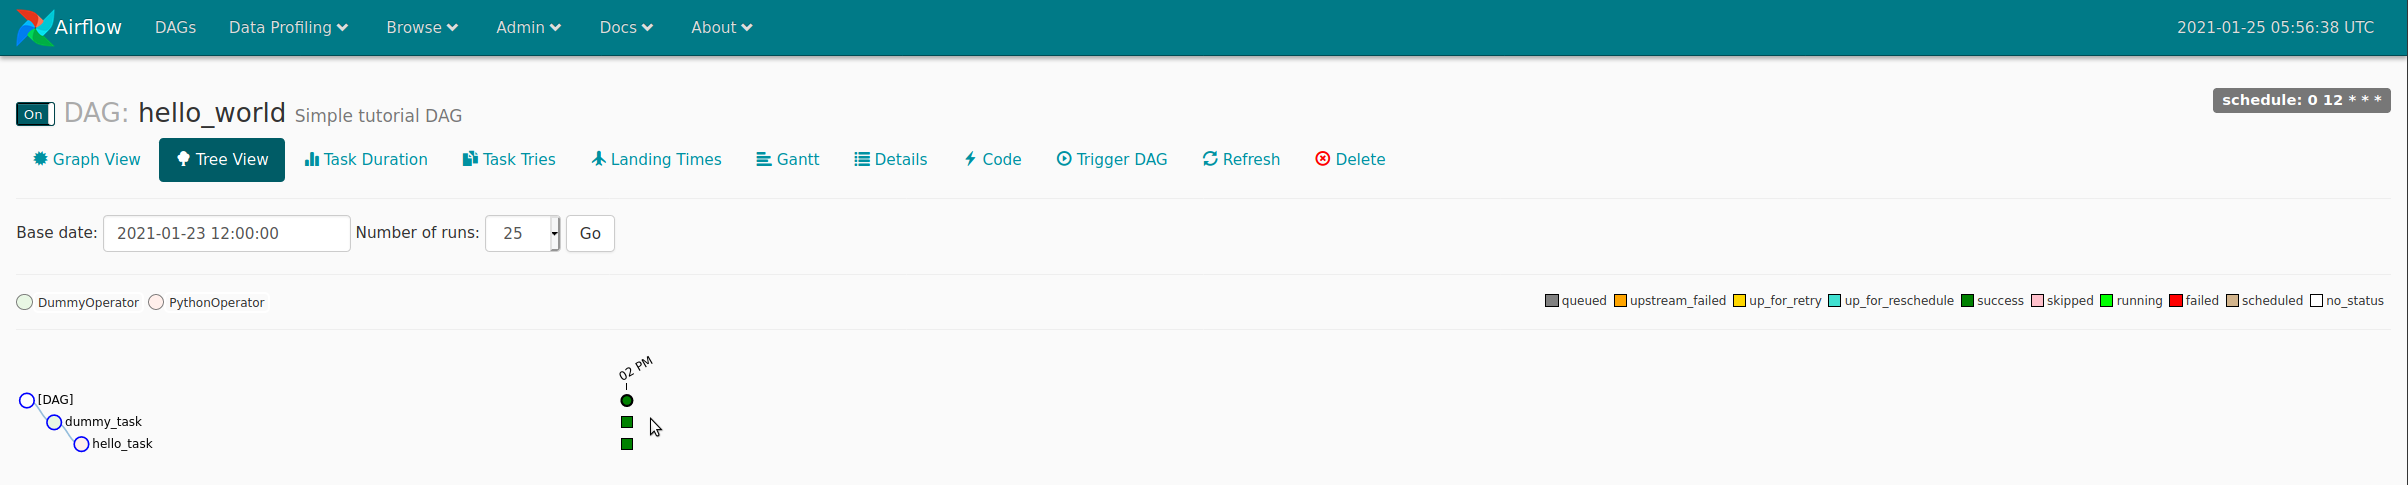 Airflow DAGs Data Profiling Browse Admin Docs About 2021-01-25 05:56:38 UTC
On DAG: hello_world Simple tutorial DAG schedule: 0 12 * * *
Graph View Tree View Task Duration Task Tries Landing Times Gantt Details Code Trigger DAG Refresh Delete
Base date: 2021-01-23 12:00:00 Number of runs: 25 Go
DummyOperator PythonOperator queued upstream_failed up_for_retry up_for_reschedule success skipped running failed scheduled no_status
02 PM
[DAG]
dummy_task
hello_task